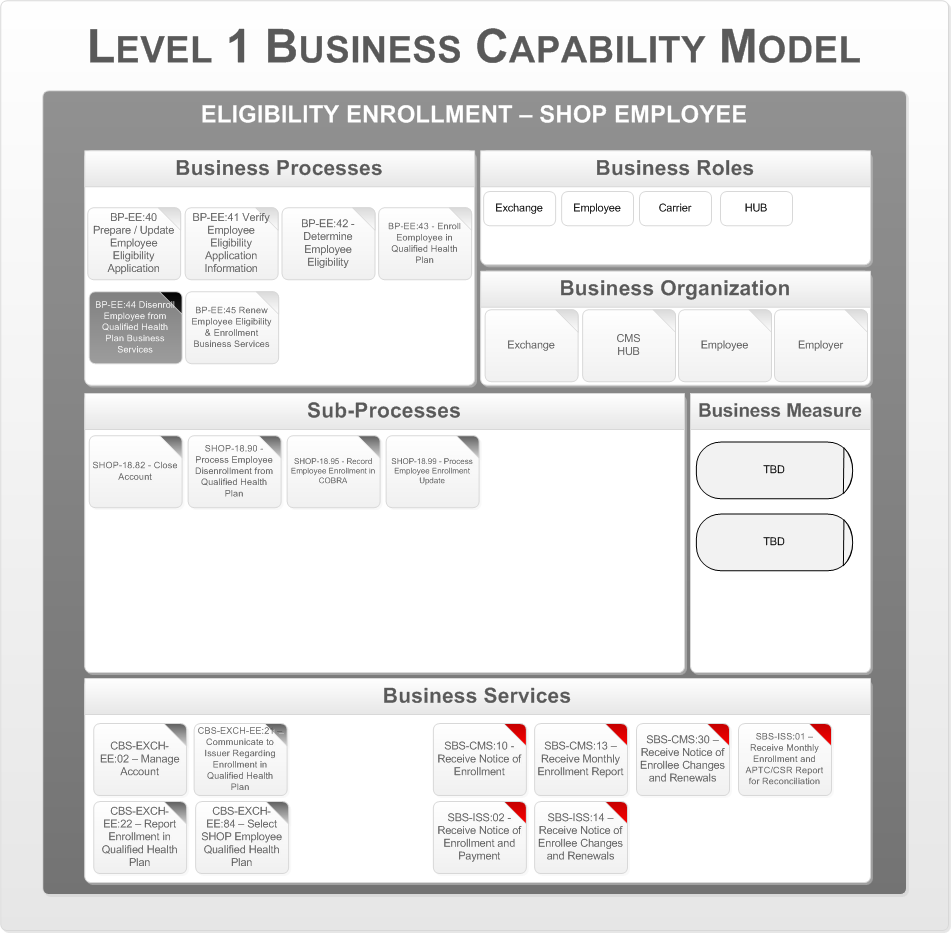 LEVEL 1 BUSINESS CAPABILITY MODEL
ELIGIBILITY ENROLLMENT – SHOP EMPLOYEE
Business Processes
BP-EE:40
Prepare / Update
Employee
Eligibility
Application
BP-EE:41 Verify
Employee
Eligibility
Application
Information
BP-EE:42 -
Determine
Employee
Eligibility
BP-EE:43 - Enroll
Eomployee in
Qualified Health
Plan
BP-EE:44 Disenroll
Employee from
Qualified Health
Plan Business
Services
BP-EE:45 Renew
Employee Eligibility
& Enrollment
Business Services
Business Roles
Exchange
Employee
Carrier
HUB
Business Organization
Exchange
CMS
HUB
Employee
Employer
Sub-Processes
SHOP-18.82 - Close
Account
SHOP-18.90 -
Process Employee
Disenrollment from
Qualified Health
Plan
SHOP-18.95 - Record
Employee Enrollment in
COBRA
SHOP-18.99 - Process
Employee Enrollment
Update
Business Measure
TBD
TBD
Business Services
CBS-EXCH-
EE:02 – Manage
Account
CBS-EXCH-EE:21 –
Communicate to
Issuer Regarding
Enrollment in
Qualified Health
Plan
SBS-CMS:10 -
Receive Notice of
Enrollment
SBS-CMS:13 –
Receive Monthly
Enrollment Report
SBS-CMS:30 –
Receive Notice of
Enrollee Changes
and Renewals
SBS-ISS:01 –
Receive Monthly
Enrollment and
APTC/CSR Report
for Reconciliation
CBS-EXCH-
EE:22 – Report
Enrollment in
Qualified Health
Plan
CBS-EXCH-
EE:84 – Select
SHOP Employee
Qualified Health
Plan
SBS-ISS:02 -
Receive Notice of
Enrollment and
Payment
SBS-ISS:14 –
Receive Notice of
Enrollee Changes
and Renewals